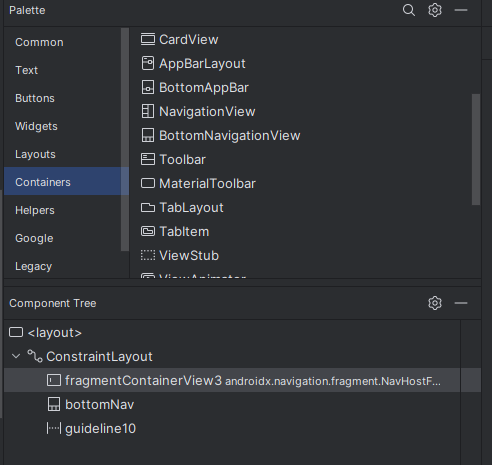 Palette
Common
Text
Buttons
Widgets
Layouts
Containers
Helpers
Google
Legacy
CardView
AppBarLayout
BottomAppBar
NavigationView
BottomNavigationView
Toolbar
MaterialToolbar
TabLayout
TabItem
ViewStub
ViewAnimator
Component Tree
<layout>
ConstraintLayout
fragmentContainerView3 androidx.navigation.fragment.NavHostF...
bottomNav
guideline10